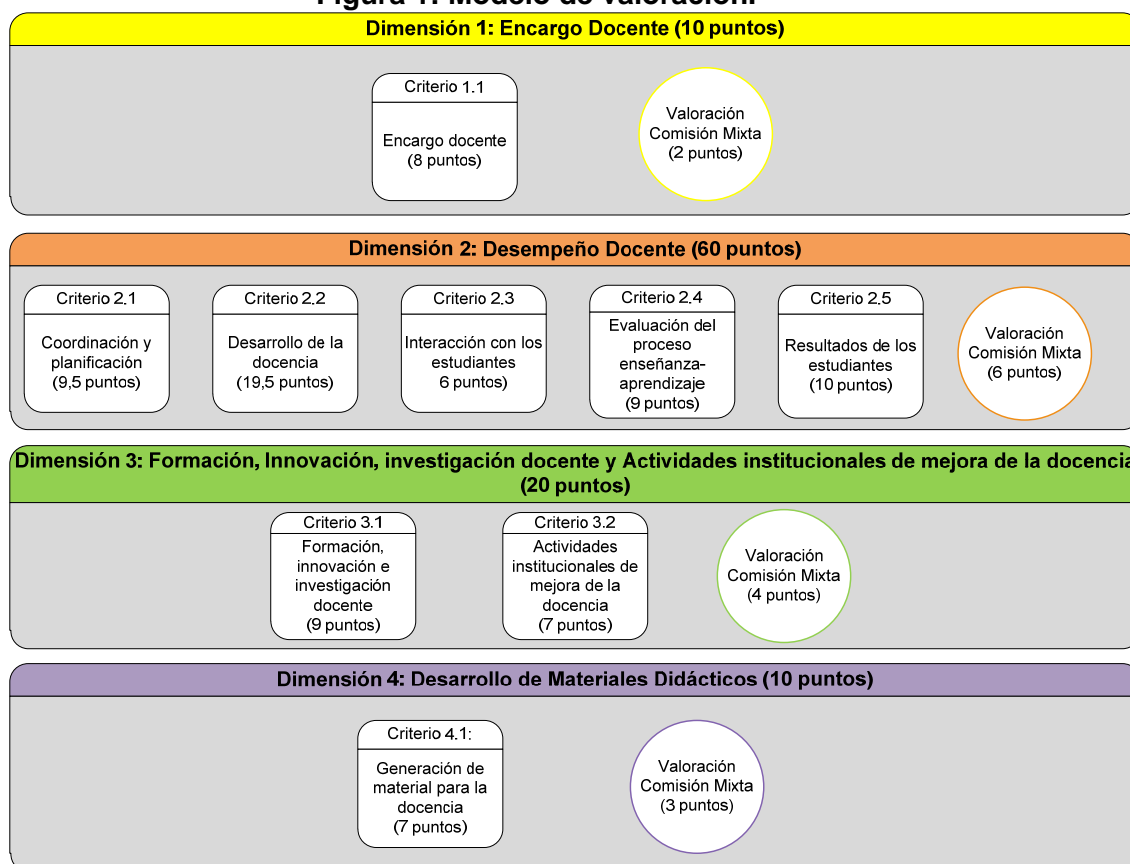 Figura 1: Modelo de valoración.
Dimensión 1: Encargo Docente (10 puntos)
Criterio 1.1
Encargo docente
(8 puntos)
Valoración
Comisión Mixta
(2 puntos)
Dimensión 2: Desempeño Docente (60 puntos)
Criterio 2.1
Coordinación y
planificación
(9,5 puntos)
Criterio 2.2
Desarrollo de la
docencia
(19,5 puntos)
Criterio 2.3
Interacción con los
estudiantes
6 puntos)
Criterio 2.4
Evaluación del
proceso
enseñanza-
aprendizaje
(9 puntos)
Criterio 2.5
Resultados de los
estudiantes
(10 puntos)
Valoración
Comisión Mixta
(6 puntos)
Dimensión 3: Formación, Innovación, investigación docente y Actividades institucionales de mejora de la docencia
(20 puntos)
Criterio 3.1
Formación,
innovación e
investigación
docente
(9 puntos)
Criterio 3.2
Actividades
institucionales de
mejora de la
docencia
(7 puntos)
Valoración
Comisión Mixta
(4 puntos)
Dimensión 4: Desarrollo de Materiales Didácticos (10 puntos)
Criterio 4.1:
Generación de
material para la
docencia
(7 puntos)
Valoración
Comisión Mixta
(3 puntos)